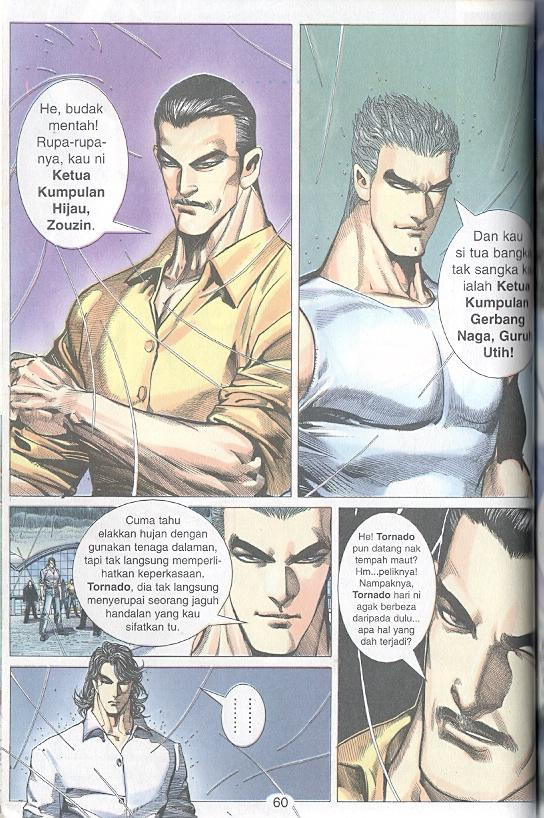 He, budak
mentah!
Rupa-rupa-
nya, kau ni
Ketua
Kumpulan
Hijau,
Zouzin.
Dan kau
si tua bangka
tak sangka
ialah Ketua
Kumpulan
Gerbang
Naga, Guruh
Utih!
Cuma tahu
elakkan hujan dengan
gunakan tenaga dalaman,
tapi tak langsung memperli-
hatkan keperkasaan.
Tornado, dia tak langsung
menyerupai seorang jaguh
handalan yang kau
sifatkan tu.
He! Tornado
pun datang nak
tempah maut?
Hm...peliknya!
Nampaknya,
Tornado hari ni
agak berbeza
daripada dulu...
apa hal yang
dah terjadi?
60